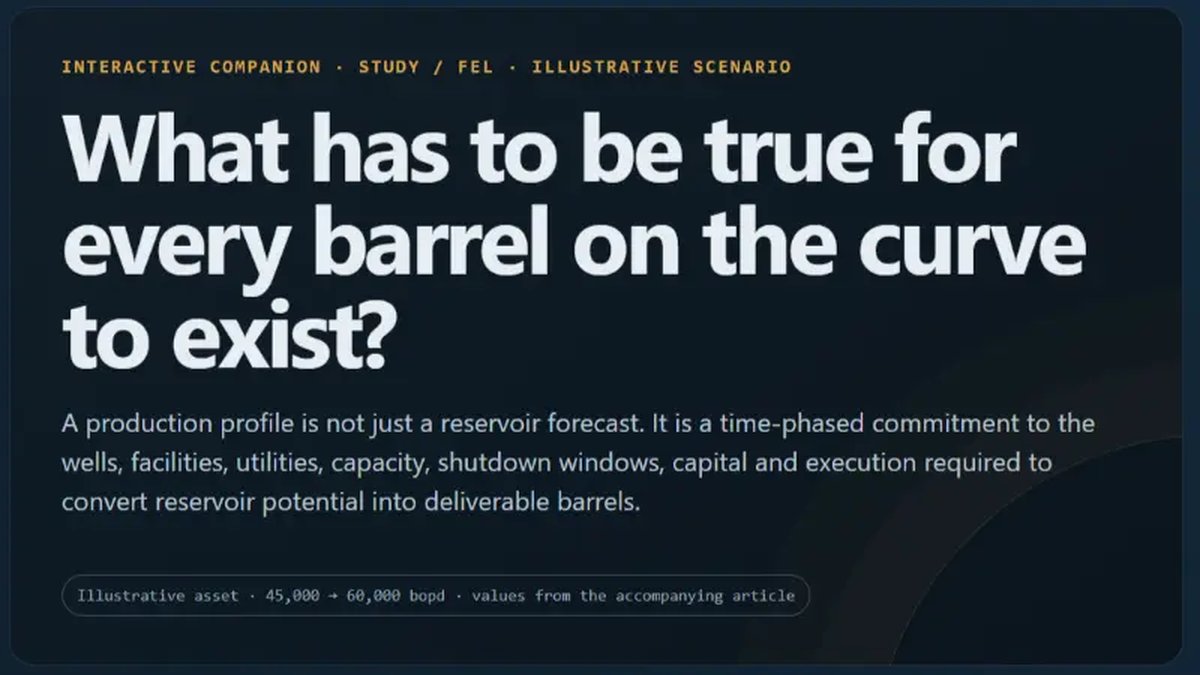 INTERACTIVE COMPANION · STUDY / FEL · ILLUSTRATIVE SCENARIO
What has to be true for
every barrel on the curve
to exist?
A production profile is not just a reservoir forecast. It is a time-phased commitment to the
wells, facilities, utilities, capacity, shutdown windows, capital and execution required to
convert reservoir potential into deliverable barrels.
Illustrative asset · 45,000 → 60,000 bopd · values from the accompanying article